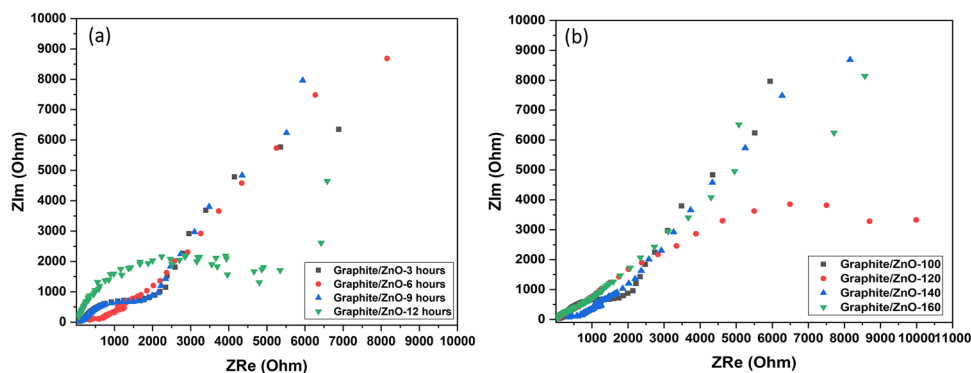 (a)
ZIm (Ohm)
10000
9000
8000
7000
6000
5000
4000
3000
2000
1000
0
Graphite/ZnO-3 hours
Graphite/ZnO-6 hours
Graphite/ZnO-9 hours
Graphite/ZnO-12 hours
1000 2000 3000 4000 5000 6000 7000 8000 9000 10000
ZRe (Ohm)
(b)
ZIm (Ohm)
10000
9000
8000
7000
6000
5000
4000
3000
2000
1000
0
Graphite/ZnO-100
Graphite/ZnO-120
Graphite/ZnO-140
Graphite/ZnO-160
1000 2000 3000 4000 5000 6000 7000 8000 9000 10000 11000
ZRe (Ohm)